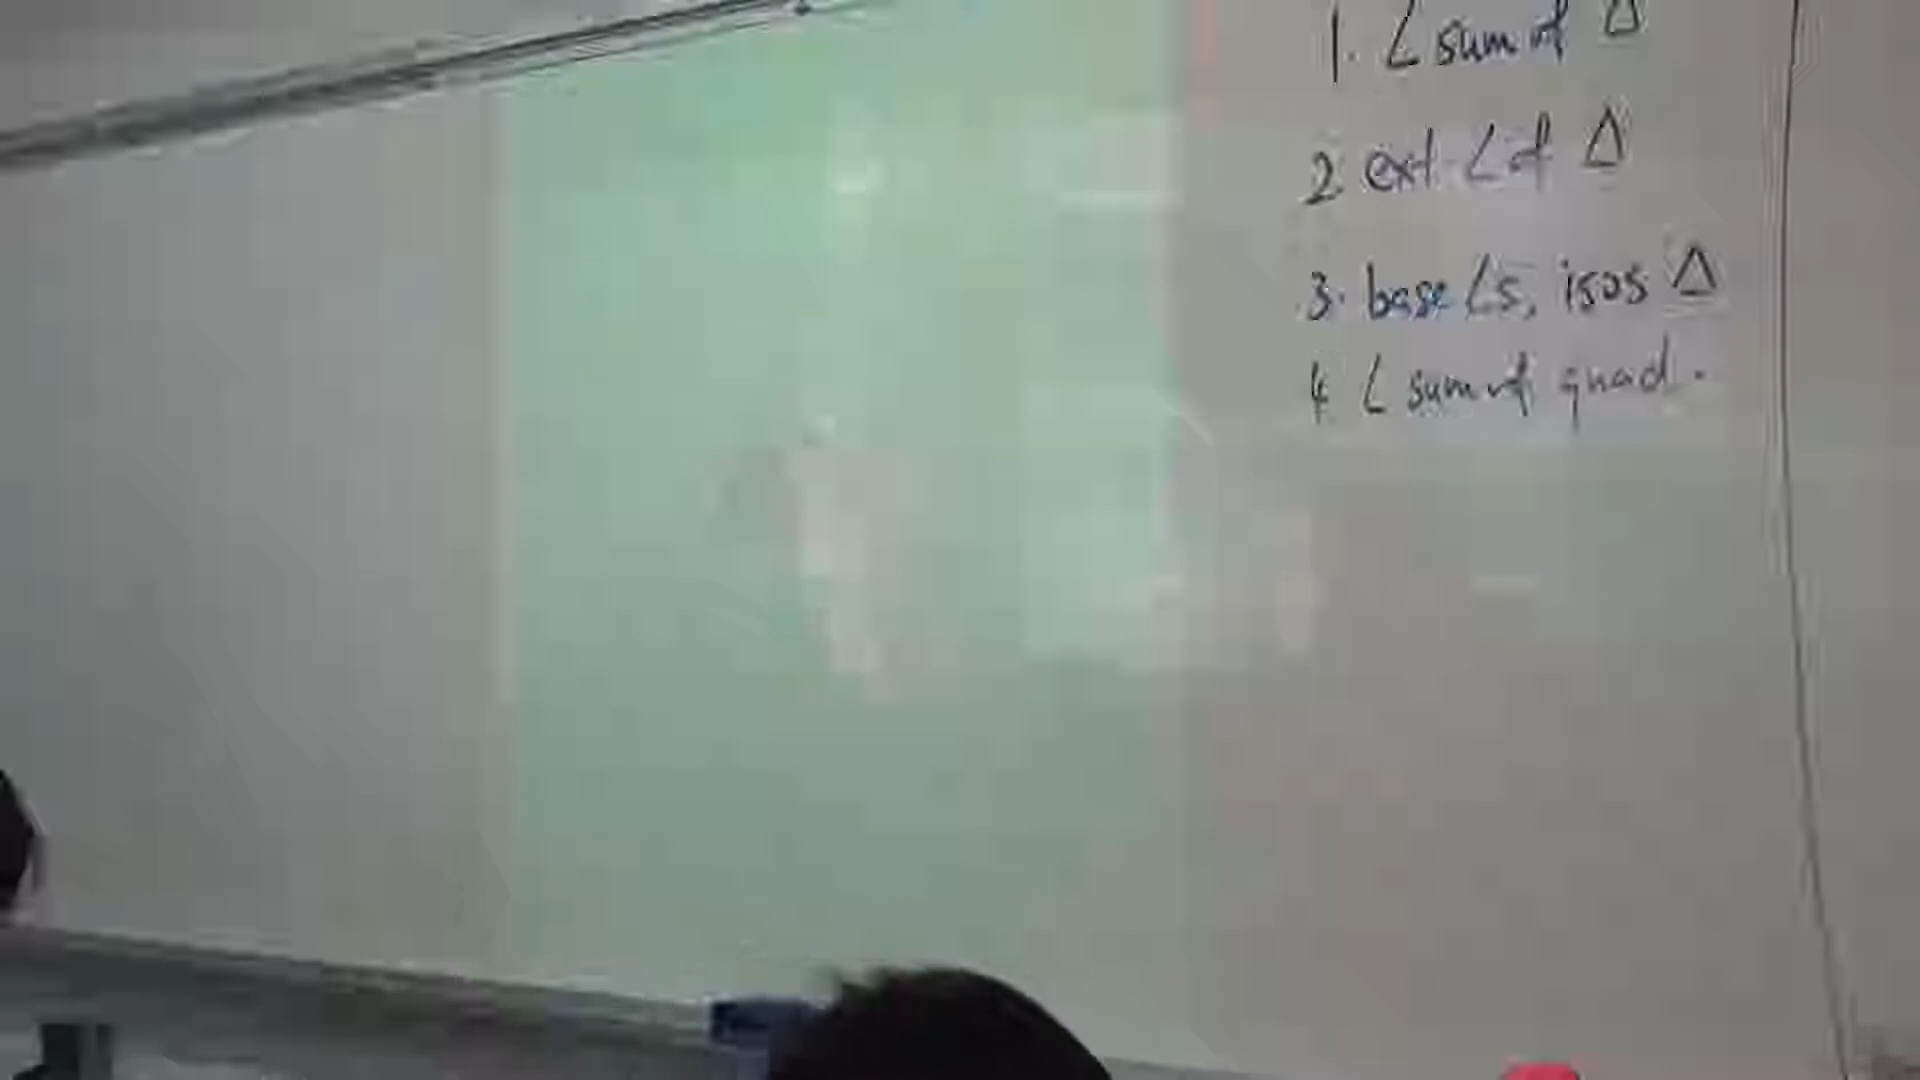 1. ∠ sum of Δ
2. ext. ∠ of Δ
3. base ∠s, isos Δ
4. ∠ sum of quad.